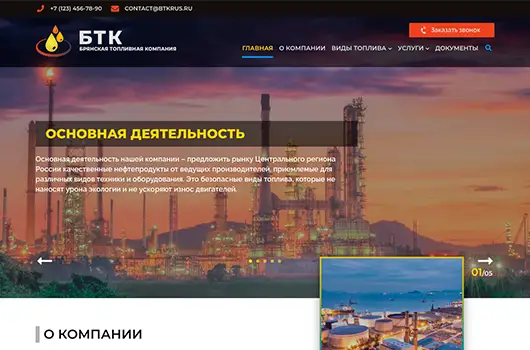 +7 (123) 456-78-90 CONTACT@BTKRUS.RU
БТК
БРЯНСКАЯ ТОПЛИВНАЯ КОМПАНИЯ
Заказать звонок
ГЛАВНАЯ О КОМПАНИИ ВИДЫ ТОПЛИВА УСЛУГИ ДОКУМЕНТЫ
ОСНОВНАЯ ДЕЯТЕЛЬНОСТЬ
Основная деятельность нашей компании – предложить рынку Центрального региона
России качественные нефтепродукты от ведущих производителей, приемлемые для
различных видов техники и оборудования. Это безопасные виды топлива, которые не
наносят урона экологии и не ускоряют износ двигателей.
01/05
О КОМПАНИИ